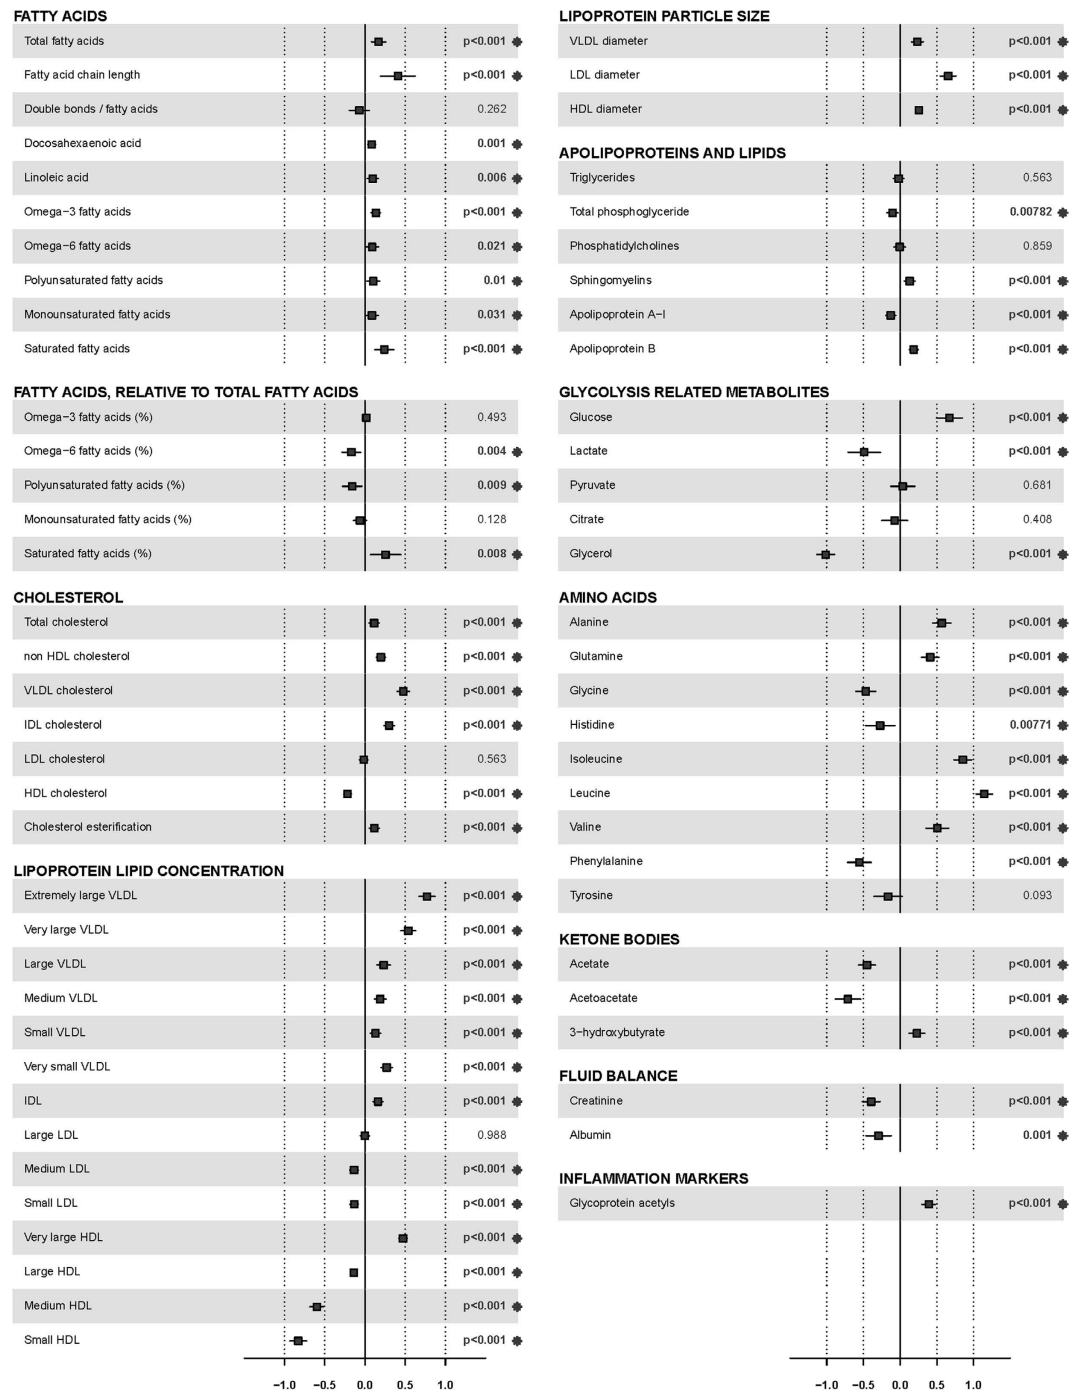 FATTY ACIDS
Total fatty acids p<0.001
Fatty acid chain length p<0.001
Double bonds / fatty acids 0.262
Docosahexaenoic acid 0.001
Linoleic acid 0.006
Omega−3 fatty acids p<0.001
Omega−6 fatty acids 0.021
Polyunsaturated fatty acids 0.01
Monounsaturated fatty acids 0.031
Saturated fatty acids p<0.001
FATTY ACIDS, RELATIVE TO TOTAL FATTY ACIDS
Omega−3 fatty acids (%) 0.493
Omega−6 fatty acids (%) 0.004
Polyunsaturated fatty acids (%) 0.009
Monounsaturated fatty acids (%) 0.128
Saturated fatty acids (%) 0.008
CHOLESTEROL
Total cholesterol p<0.001
non HDL cholesterol p<0.001
VLDL cholesterol p<0.001
IDL cholesterol p<0.001
LDL cholesterol 0.563
HDL cholesterol p<0.001
Cholesterol esterification p<0.001
LIPOPROTEIN LIPID CONCENTRATION
Extremely large VLDL p<0.001
Very large VLDL p<0.001
Large VLDL p<0.001
Medium VLDL p<0.001
Small VLDL p<0.001
Very small VLDL p<0.001
IDL p<0.001
Large LDL 0.988
Medium LDL p<0.001
Small LDL p<0.001
Very large HDL p<0.001
Large HDL p<0.001
Medium HDL p<0.001
Small HDL p<0.001
−1.0 −0.5 0.0 0.5 1.0
LIPOPROTEIN PARTICLE SIZE
VLDL diameter p<0.001
LDL diameter p<0.001
HDL diameter p<0.001
APOLIPOPROTEINS AND LIPIDS
Triglycerides 0.563
Total phosphoglyceride 0.00782
Phosphatidylcholines 0.859
Sphingomyelins p<0.001
Apolipoprotein A−I p<0.001
Apolipoprotein B p<0.001
GLYCOLYSIS RELATED METABOLITES
Glucose p<0.001
Lactate p<0.001
Pyruvate 0.681
Citrate 0.408
Glycerol p<0.001
AMINO ACIDS
Alanine p<0.001
Glutamine p<0.001
Glycine p<0.001
Histidine 0.00771
Isoleucine p<0.001
Leucine p<0.001
Valine p<0.001
Phenylalanine p<0.001
Tyrosine 0.093
KETONE BODIES
Acetate p<0.001
Acetoacetate p<0.001
3−hydroxybutyrate p<0.001
FLUID BALANCE
Creatinine p<0.001
Albumin 0.001
INFLAMMATION MARKERS
Glycoprotein acetyls p<0.001
−1.0 −0.5 0.0 0.5 1.0